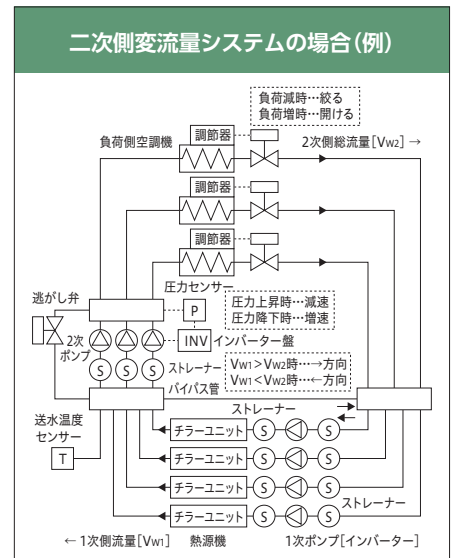 二次側変流量システムの場合(例)
負荷減時…絞る
負荷増時…開ける
調節器
負荷側空調機
2次側総流量[Vw2] →
調節器
調節器
圧力センサー
逃がし弁
P
圧力上昇時…減速
圧力降下時…増速
2次
ポンプ
INV
インバーター盤
S
S
S
ストレーナー
Vw1>Vw2時…→方向
Vw1<Vw2時…←方向
バイパス管
ストレーナー
送水温度
センサー
T
チラーユニット
S
S
チラーユニット
S
S
チラーユニット
S
S
ストレーナー
チラーユニット
S
S
← 1次側流量[Vw1]
熱源機
1次ポンプ[インバーター]